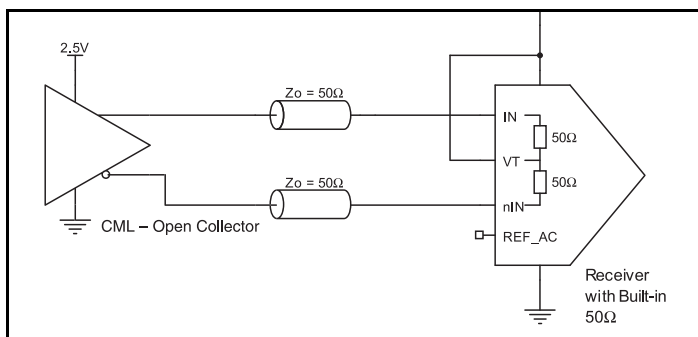 2.5V
Zo = 50Ω
Zo = 50Ω
CML – Open Collector
IN
50Ω
VT
50Ω
nIN
REF_AC
Receiver
with Built-in
50Ω